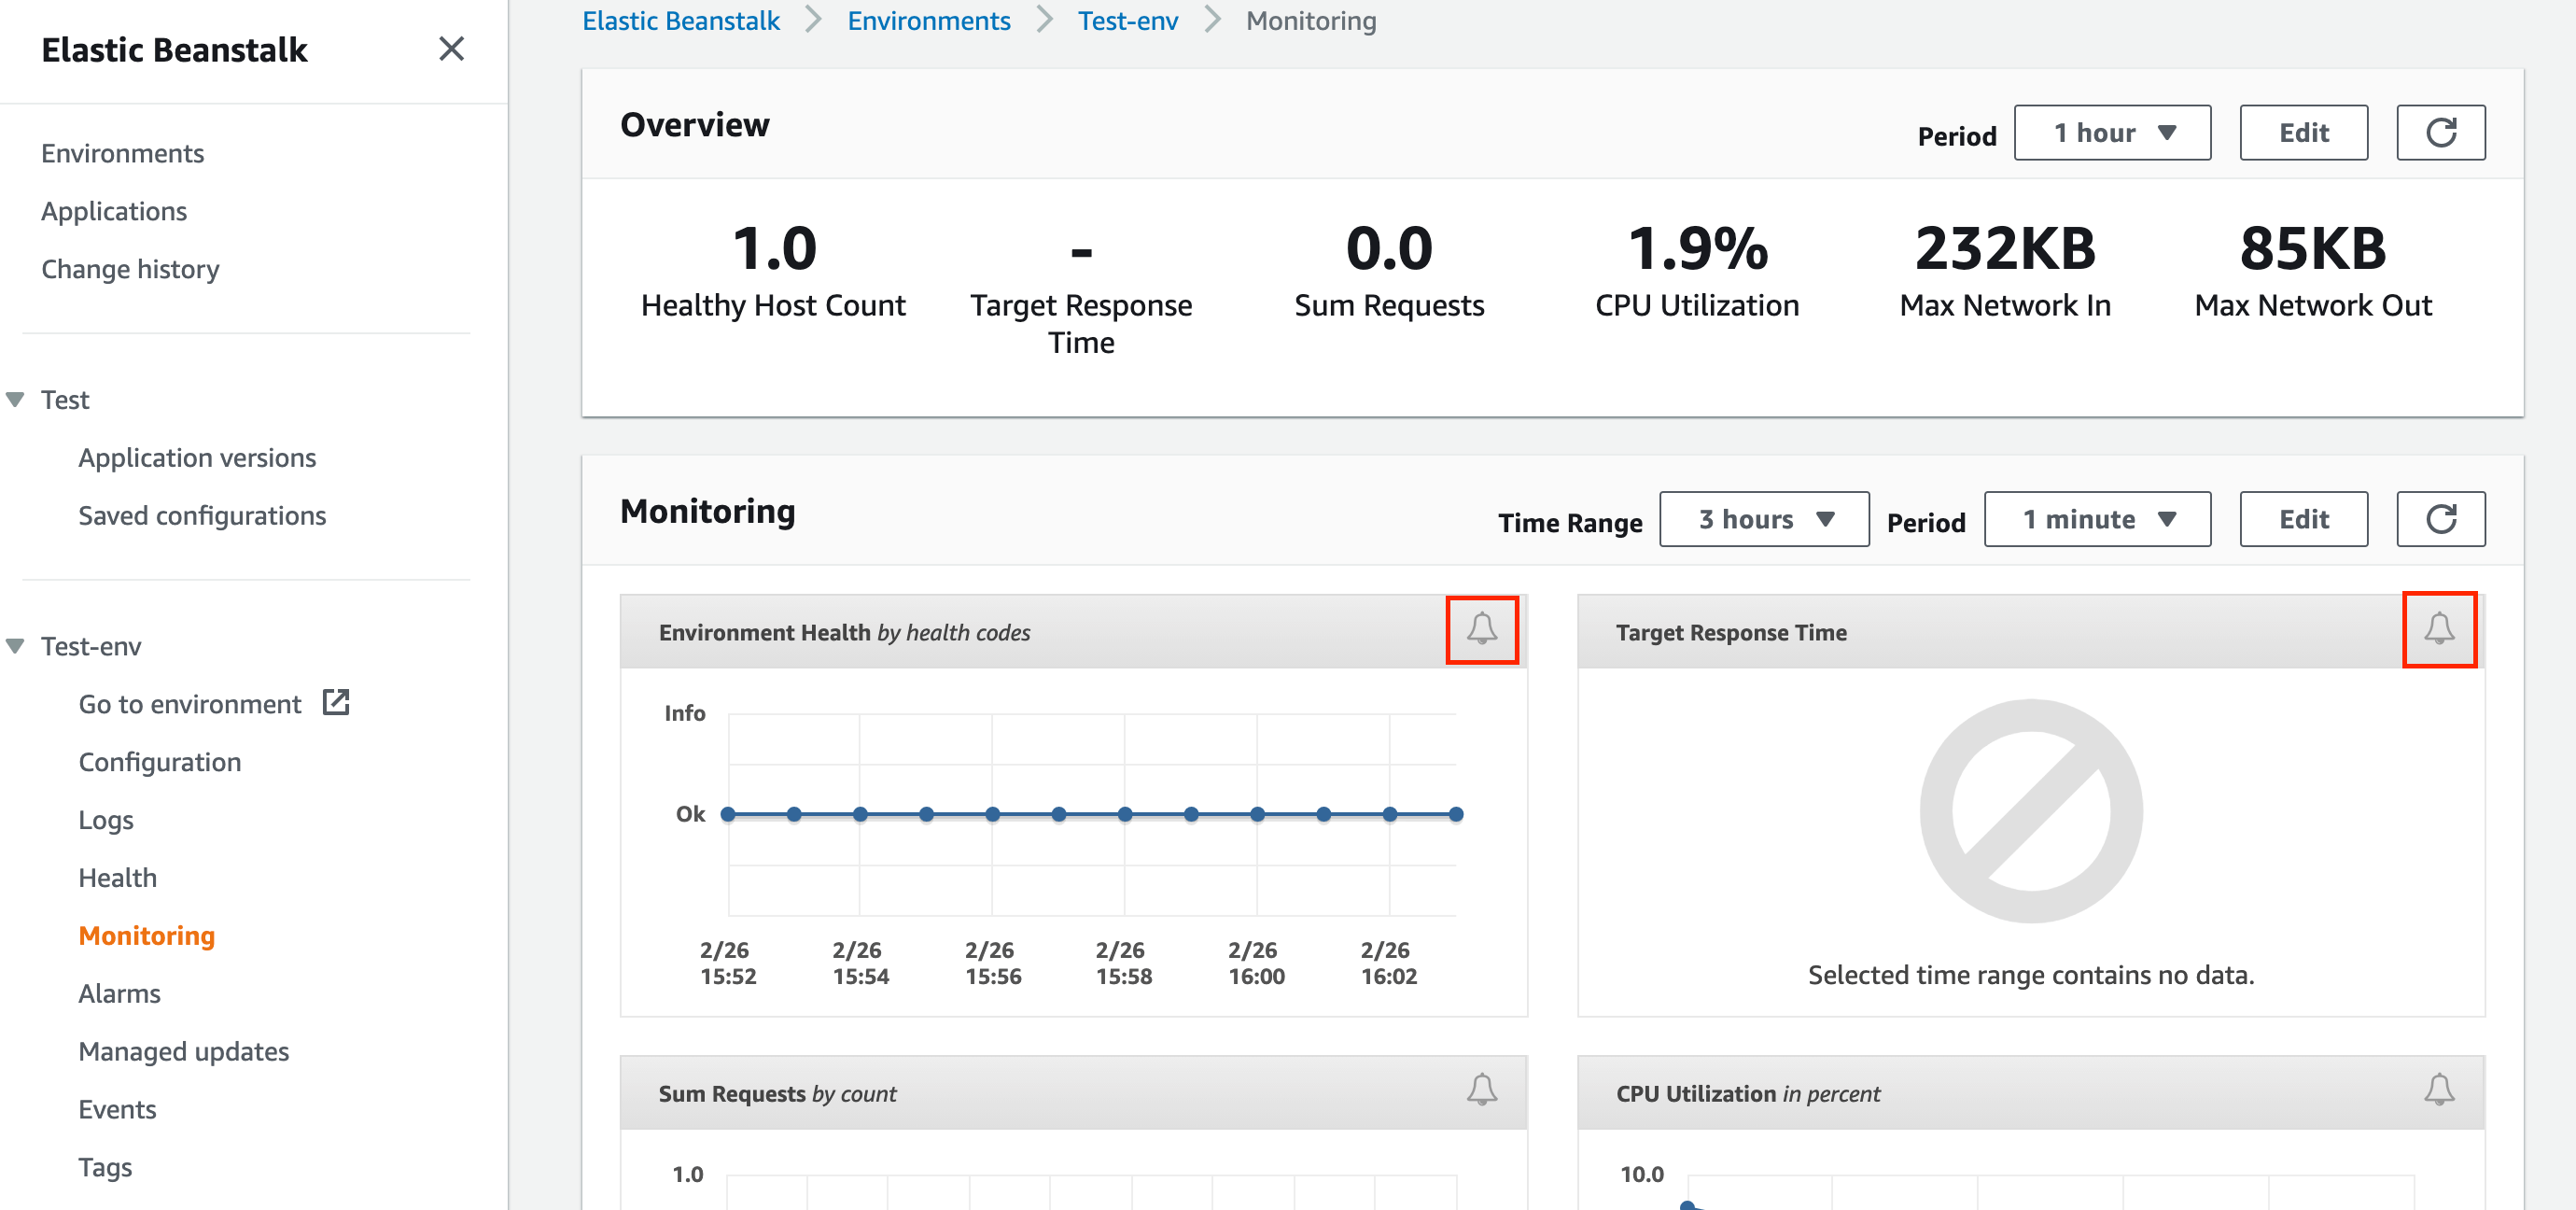 Elastic Beanstalk
Environments
Applications
Change history
Test
Application versions
Saved configurations
Test-env
Go to environment
Configuration
Logs
Health
Monitoring
Alarms
Managed updates
Events
Tags
Elastic Beanstalk Environments Test-env Monitoring
Overview
Period 1 hour Edit
1.0 - 0.0 1.9% 232KB 85KB
Healthy Host Count Target Response Sum Requests CPU Utilization Max Network In Max Network Out
Time
Monitoring
Time Range 3 hours Period 1 minute Edit
Environment Health by health codes
Info
Ok
2/26 2/26 2/26 2/26 2/26 2/26
15:52 15:54 15:56 15:58 16:00 16:02
Target Response Time
Selected time range contains no data.
Sum Requests by count
1.0
CPU Utilization in percent
10.0